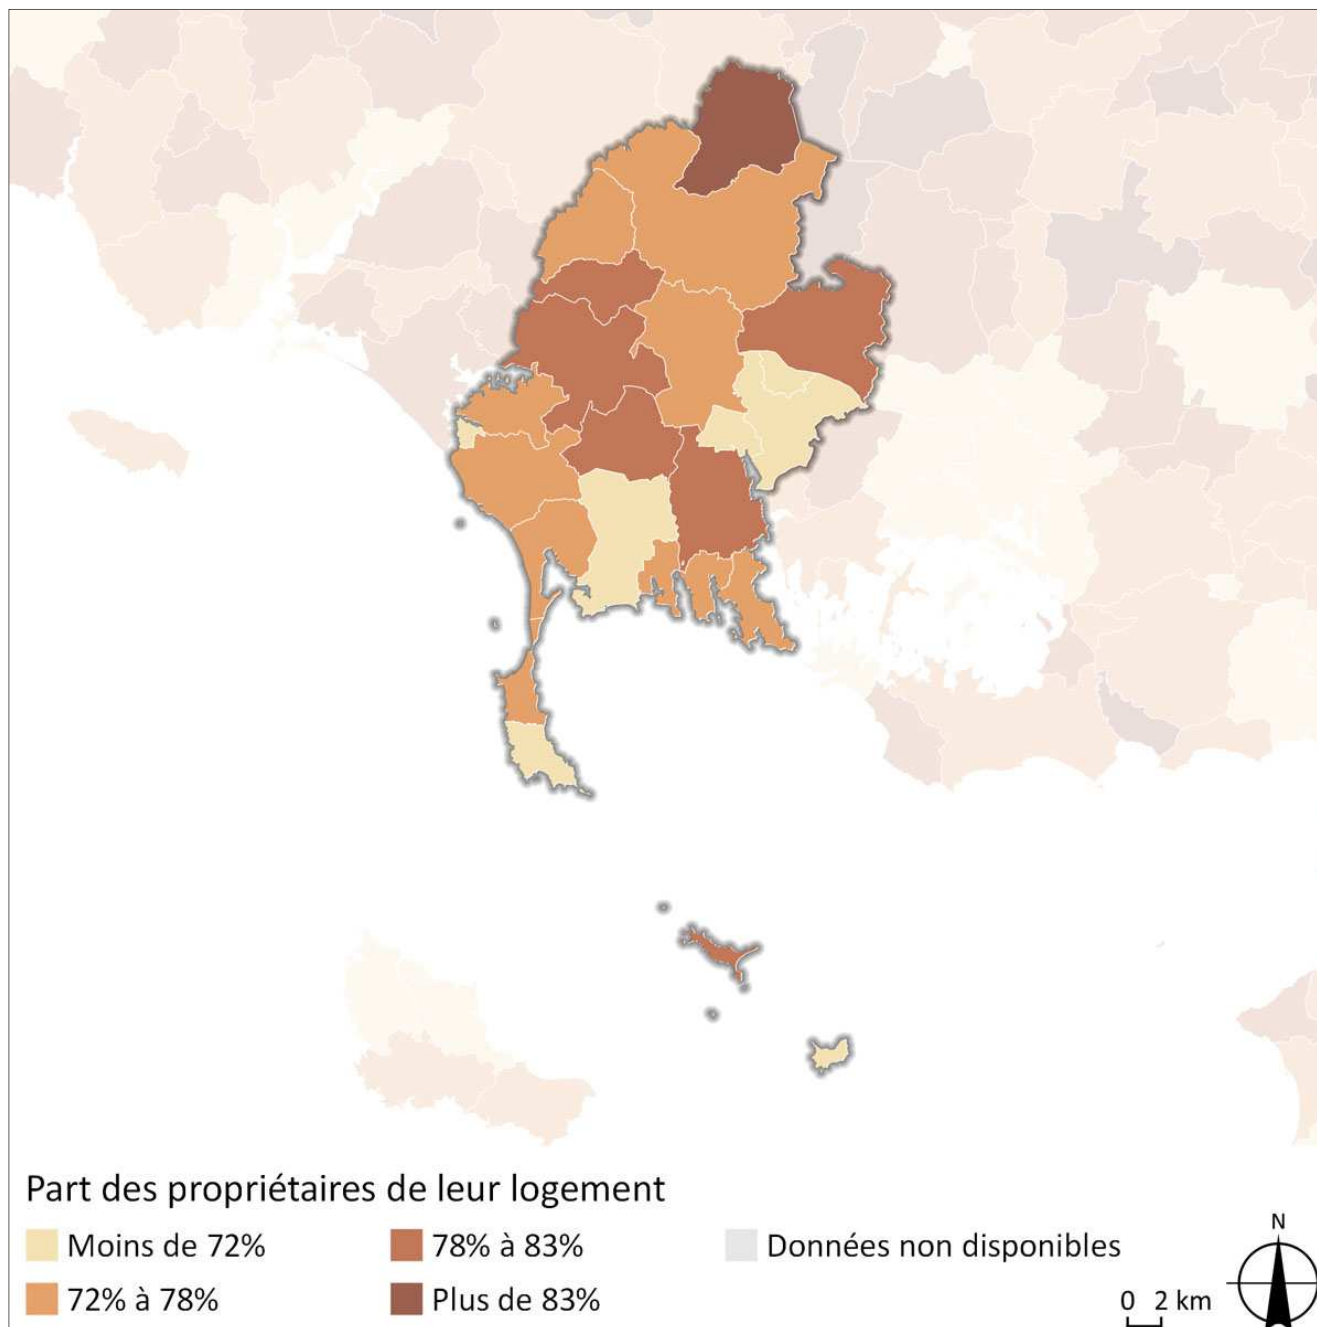 Part des propriétaires de leur logement
Moins de 72%
72% à 78%
78% à 83%
Plus de 83%
Données non disponibles
0 2 km
N